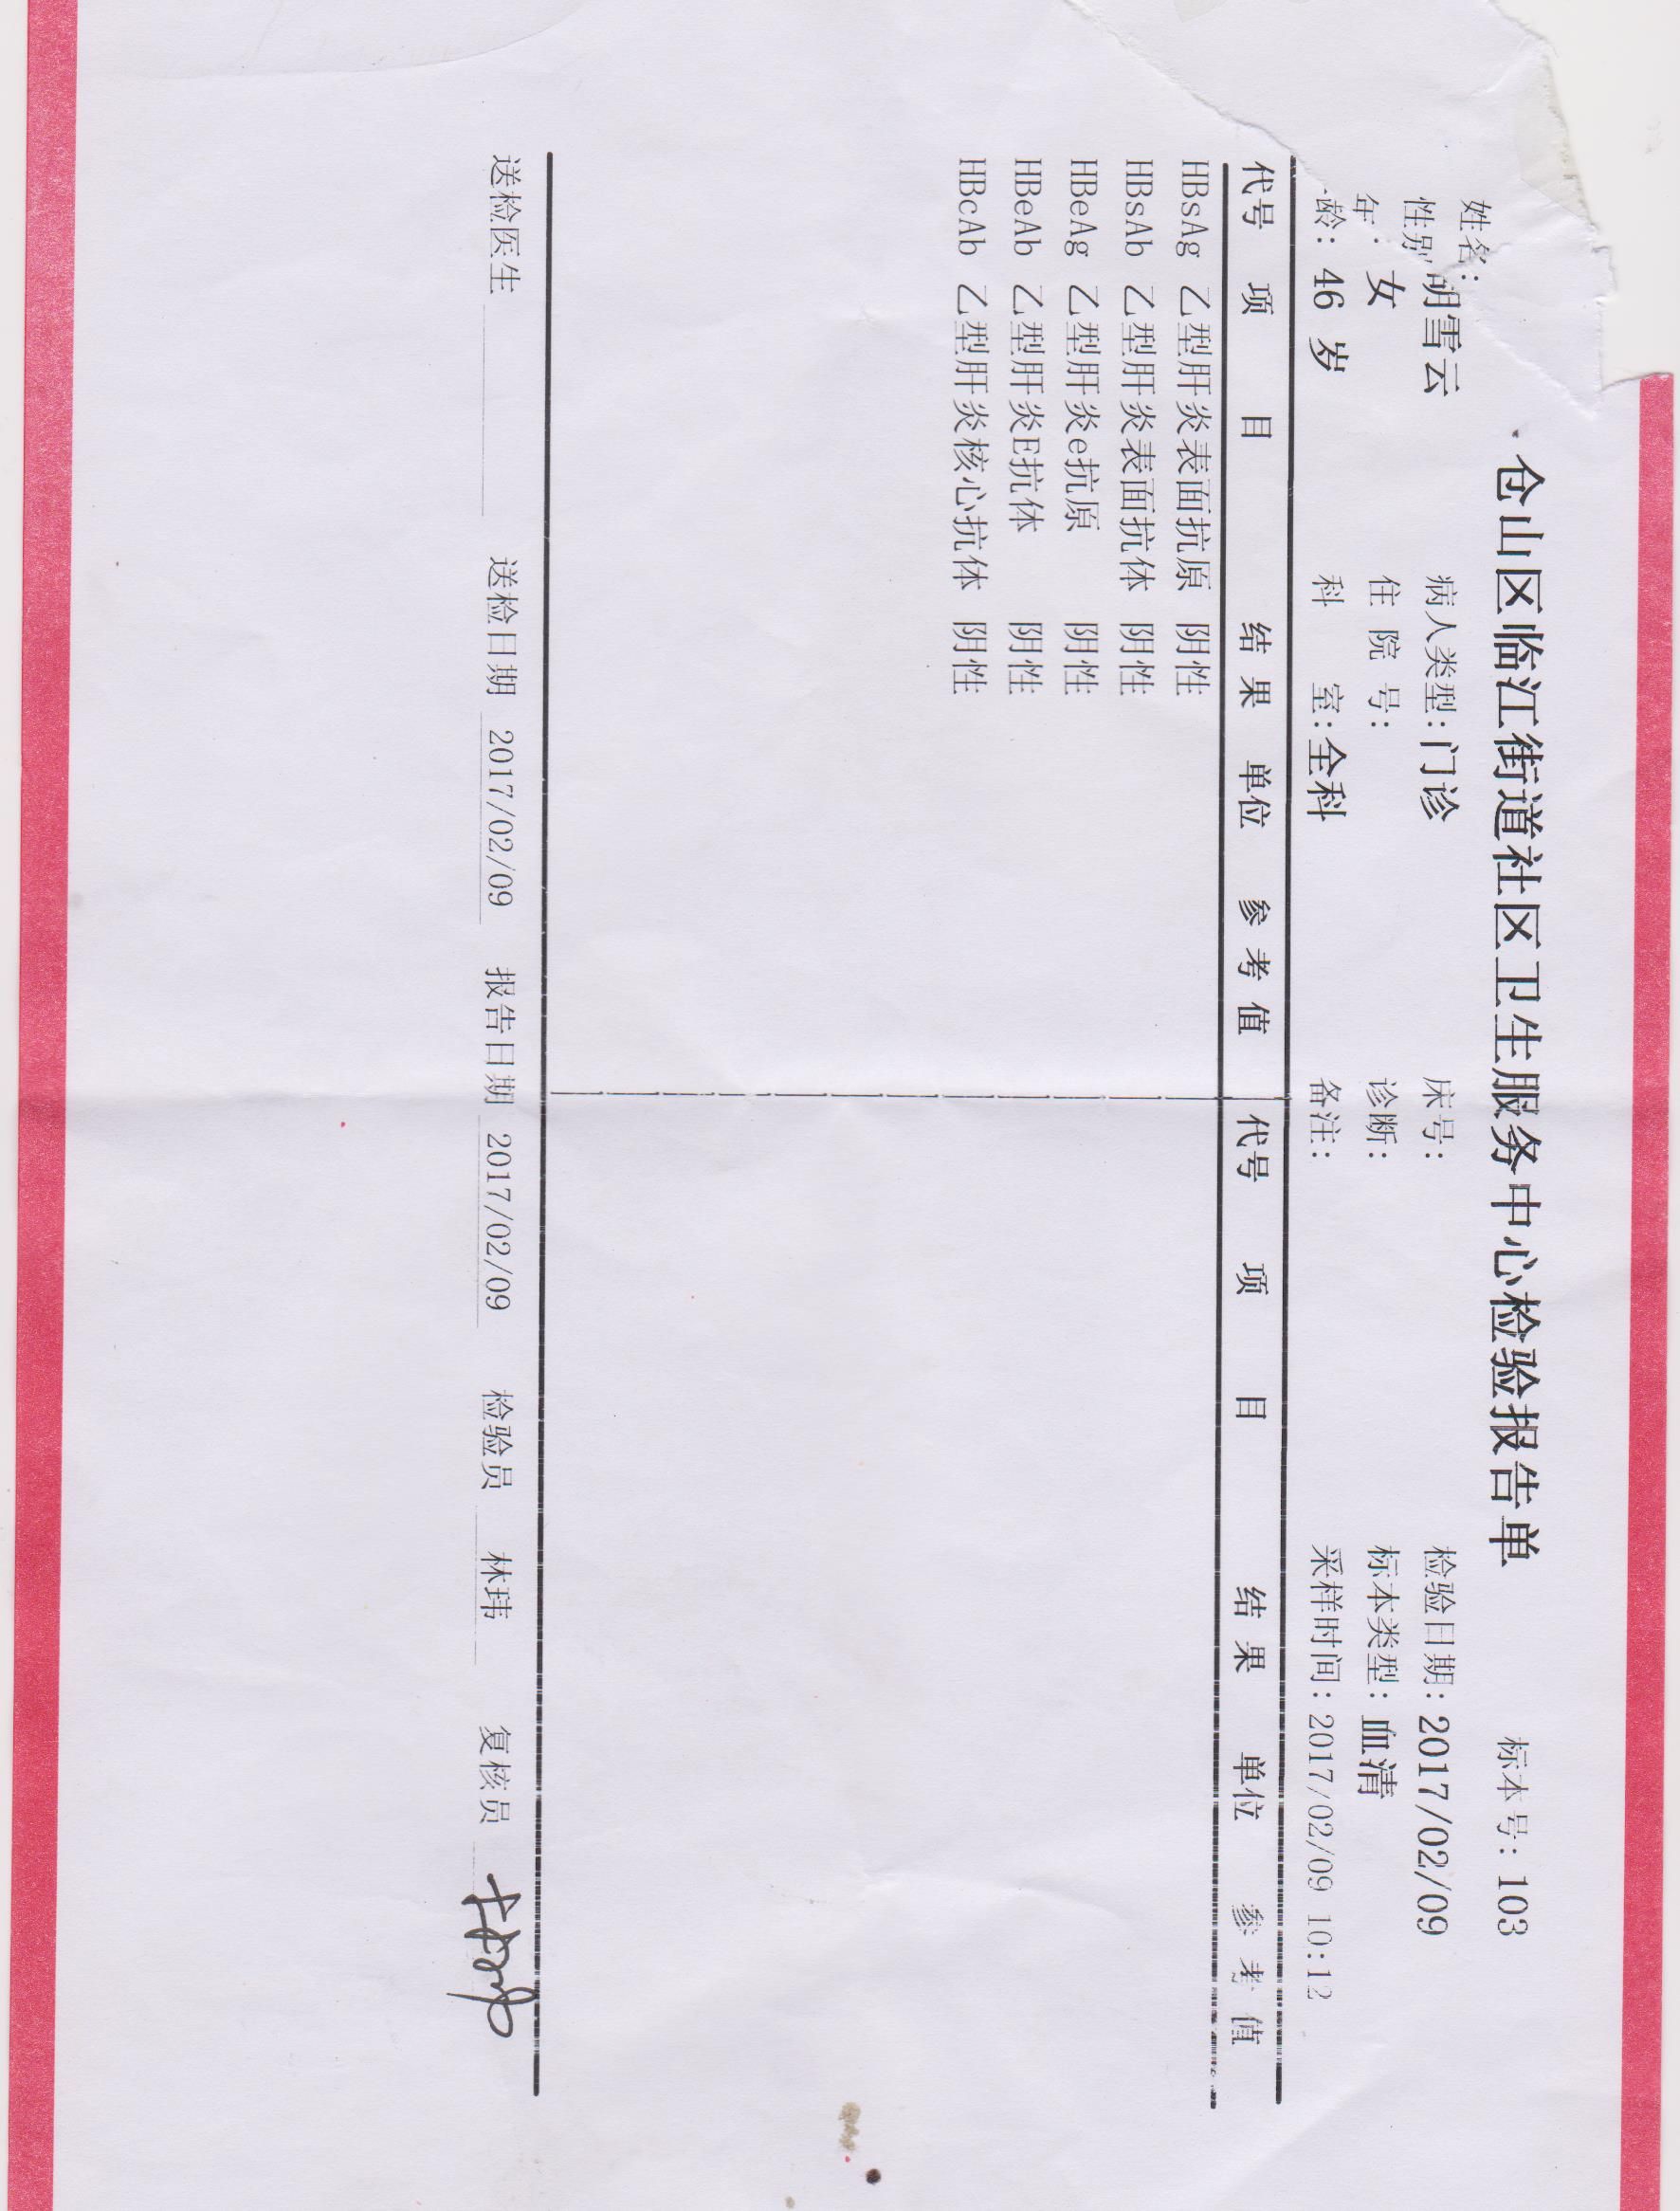 仓山区临江街道社区卫生服务中心检验报告单 标本号: 103
姓名: 胡雪云 病人类型: 门诊 床号: 检验日期: 2017/02/09
性别: 女 住院号: 诊断: 标本类型: 血清
年龄: 46 岁 科 室: 全科 备注: 采样时间: 2017/02/09 10:12
代号 项 目 结 果 单位 参 考 值 代号 项 目 结 果 单位 参 考 值
HBsAg 乙型肝炎表面抗原 阴性
HBsAb 乙型肝炎表面抗体 阴性
HBeAg 乙型肝炎e抗原 阴性
HBeAb 乙型肝炎E抗体 阴性
HBcAb 乙型肝炎核心抗体 阴性
送检医生 送检日期 2017/02/09 报告日期 2017/02/09 检验员 林玮 复核员